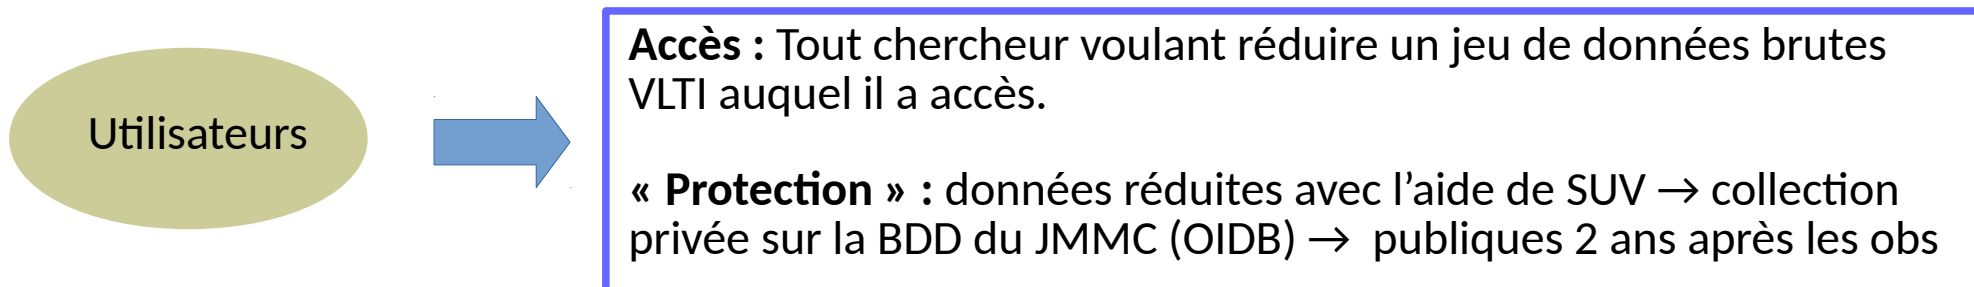 Utilisateurs
Accès : Tout chercheur voulant réduire un jeu de données brutes
VLTI auquel il a accès.
« Protection » : données réduites avec l’aide de SUV → collection
privée sur la BDD du JMMC (OIDB) → publiques 2 ans après les obs